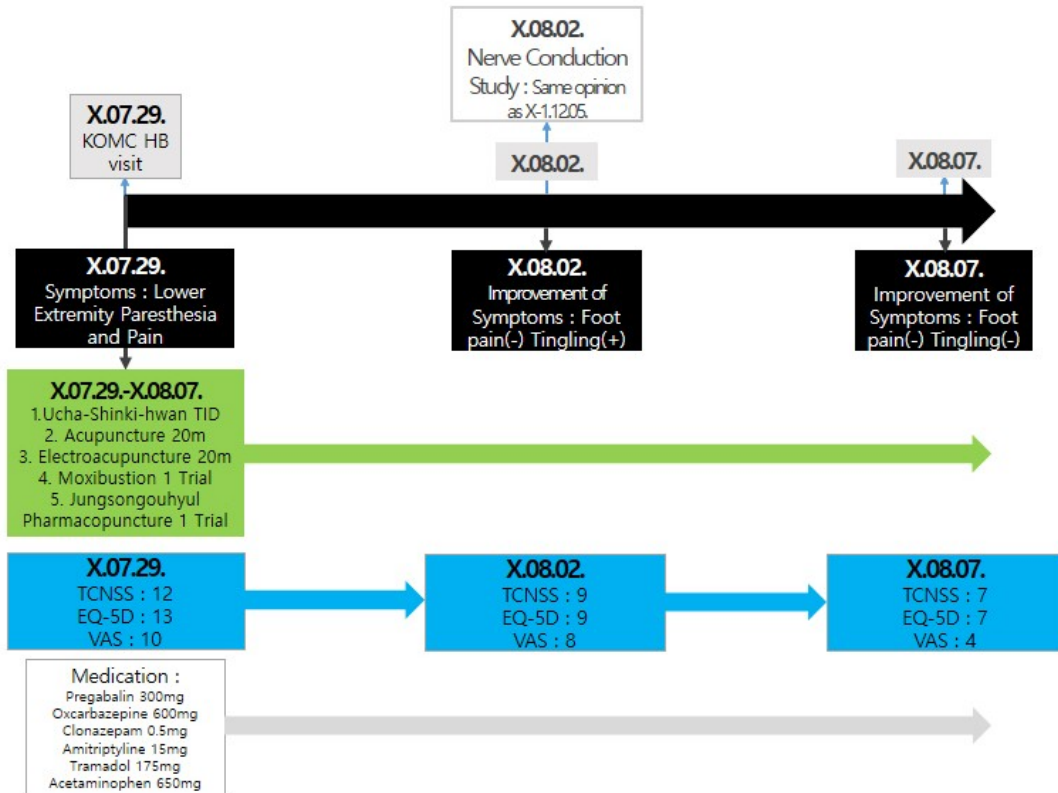 X.08.02.
Nerve Conduction
Study : Same opinion
as X-1.12.05.
X.07.29.
KOMC HB
visit
X.08.02.
X.08.07.
X.07.29.
Symptoms : Lower
Extremity Paresthesia
and Pain
X.08.02.
Improvement of
Symptoms : Foot
pain(-) Tingling(+)
X.08.07.
Improvement of
Symptoms : Foot
pain(-) Tingling(-)
X.07.29.-X.08.07.
1.Ucha-Shinki-hwan TID
2. Acupuncture 20m
3. Electroacupuncture 20m
4. Moxibustion 1 Trial
5. Jungsongouhyul
Pharmacopuncture 1 Trial
X.07.29.
TCNSS : 12
EQ-5D : 13
VAS : 10
X.08.02.
TCNSS : 9
EQ-5D : 9
VAS : 8
X.08.07.
TCNSS : 7
EQ-5D : 7
VAS : 4
Medication :
Pregabalin 300mg
Oxcarbazepine 600mg
Clonazepam 0.5mg
Amitriptyline 15mg
Tramadol 175mg
Acetaminophen 650mg